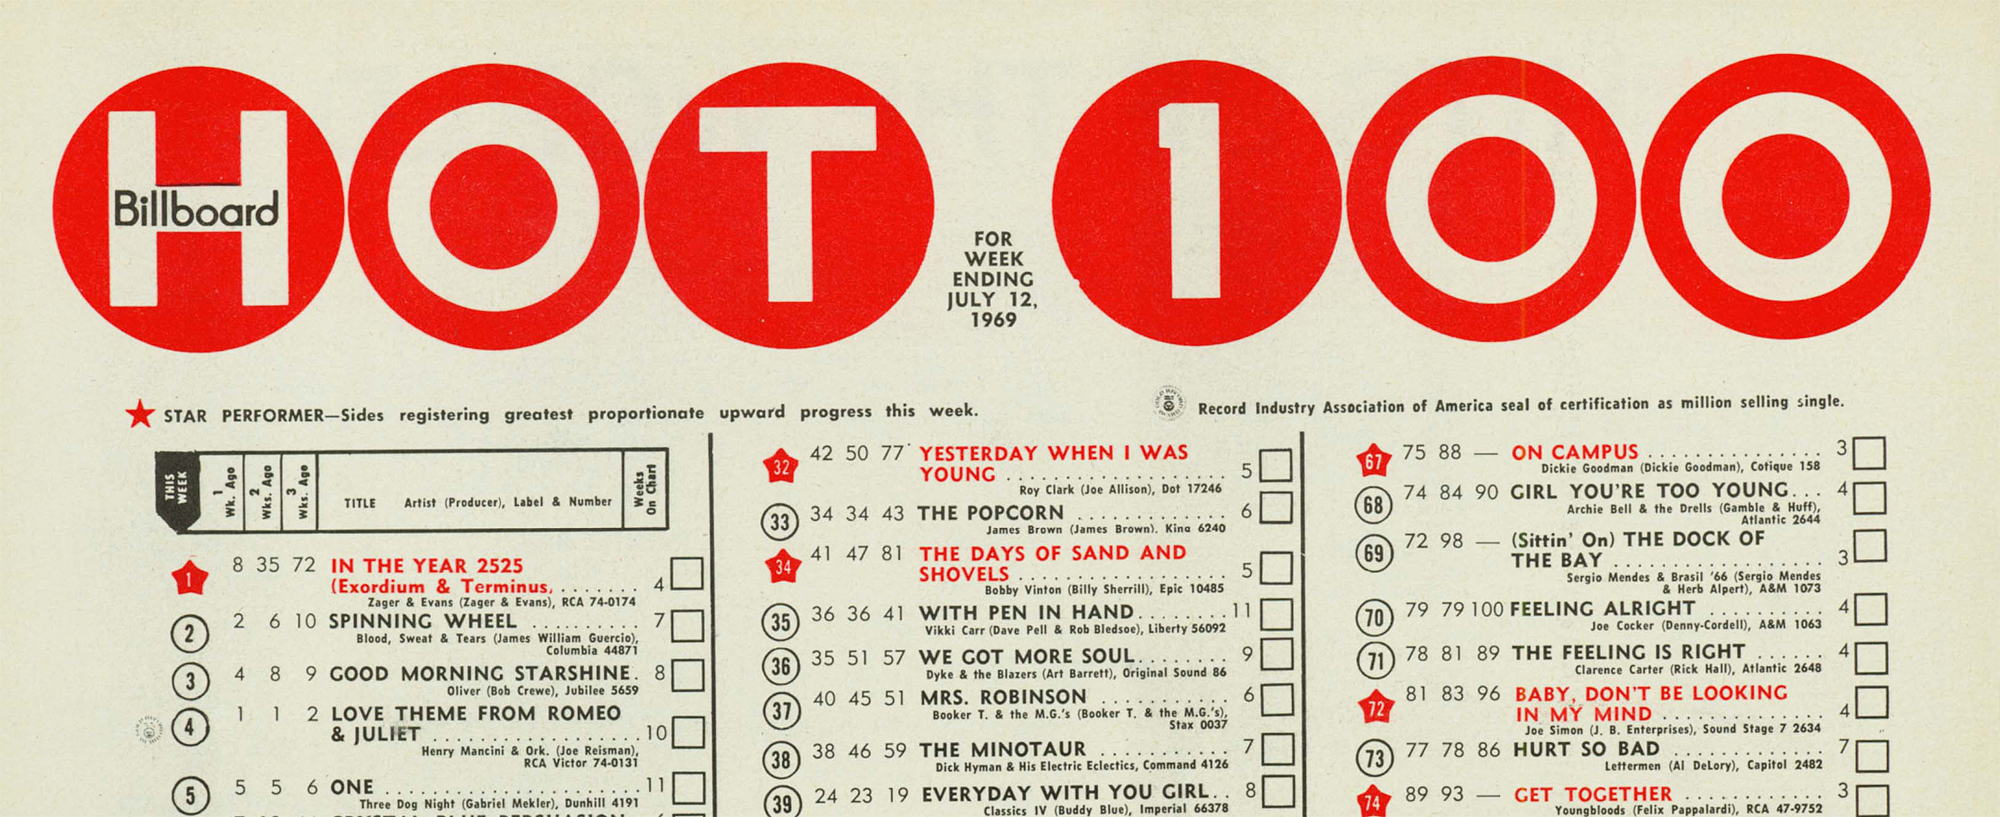 HOT 100
Billboard
FOR
WEEK
ENDING
JULY 12,
1969
★ STAR PERFORMER—Sides registering greatest proportionate upward progress this week.
Record Industry Association of America seal of certification as million selling single.
THIS WEEK
1 Wk. Ago
2 Wks. Ago
3 Wks. Ago
TITLE Artist (Producer), Label & Number
Weeks On Chart
1 8 35 72 IN THE YEAR 2525
(Exordium & Terminus, ....... 4
Zager & Evans (Zager & Evans), RCA 74-0174
2 2 6 10 SPINNING WHEEL .......... 7
Blood, Sweat & Tears (James William Guercio),
Columbia 44871
3 4 8 9 GOOD MORNING STARSHINE. 8
Oliver (Bob Crewe), Jubilee 5659
4 1 1 2 LOVE THEME FROM ROMEO
& JULIET .................. 10
Henry Mancini & Ork. (Joe Reisman),
RCA Victor 74-0131
5 5 5 6 ONE ....................... 11
Three Dog Night (Gabriel Mekler), Dunhill 4191
32 42 50 77 YESTERDAY WHEN I WAS
YOUNG .................... 5
Roy Clark (Joe Allison), Dot 17246
33 34 34 43 THE POPCORN .............. 6
James Brown (James Brown). King 6240
34 41 47 81 THE DAYS OF SAND AND
SHOVELS ................... 5
Bobby Vinton (Billy Sherrill), Epic 10485
35 36 36 41 WITH PEN IN HAND......... 11
Vikki Carr (Dave Pell & Rob Bledsoe), Liberty 56092
36 35 51 57 WE GOT MORE SOUL........ 9
Dyke & the Blazers (Art Barrett), Original Sound 86
37 40 45 51 MRS. ROBINSON ............ 6
Booker T. & the M.G.'s (Booker T. & the M.G.'s),
Stax 0037
38 38 46 59 THE MINOTAUR ............ 7
Dick Hyman & His Electric Eclectics, Command 4126
39 24 23 19 EVERYDAY WITH YOU GIRL.. 8
Classics IV (Buddy Blue), Imperial 66378
67 75 88 — ON CAMPUS ................ 3
Dickie Goodman (Dickie Goodman), Cotique 158
68 74 84 90 GIRL YOU'RE TOO YOUNG... 4
Archie Bell & the Drells (Gamble & Huff),
Atlantic 2644
69 72 98 — (Sittin' On) THE DOCK OF
THE BAY ................... 3
Sergio Mendes & Brasil '66 (Sergio Mendes
& Herb Alpert), A&M 1073
70 79 79 100 FEELING ALRIGHT .......... 4
Joe Cocker (Denny-Cordell), A&M 1063
71 78 81 89 THE FEELING IS RIGHT ...... 4
Clarence Carter (Rick Hall), Atlantic 2648
72 81 83 96 BABY, DON'T BE LOOKING
IN MY MIND ............... 4
Joe Simon (J. B. Enterprises), Sound Stage 7 2634
73 77 78 86 HURT SO BAD .............. 7
Lettermen (Al DeLory), Capitol 2482
74 89 93 — GET TOGETHER ............. 3
Youngbloods (Felix Pappalardi), RCA 47-9752